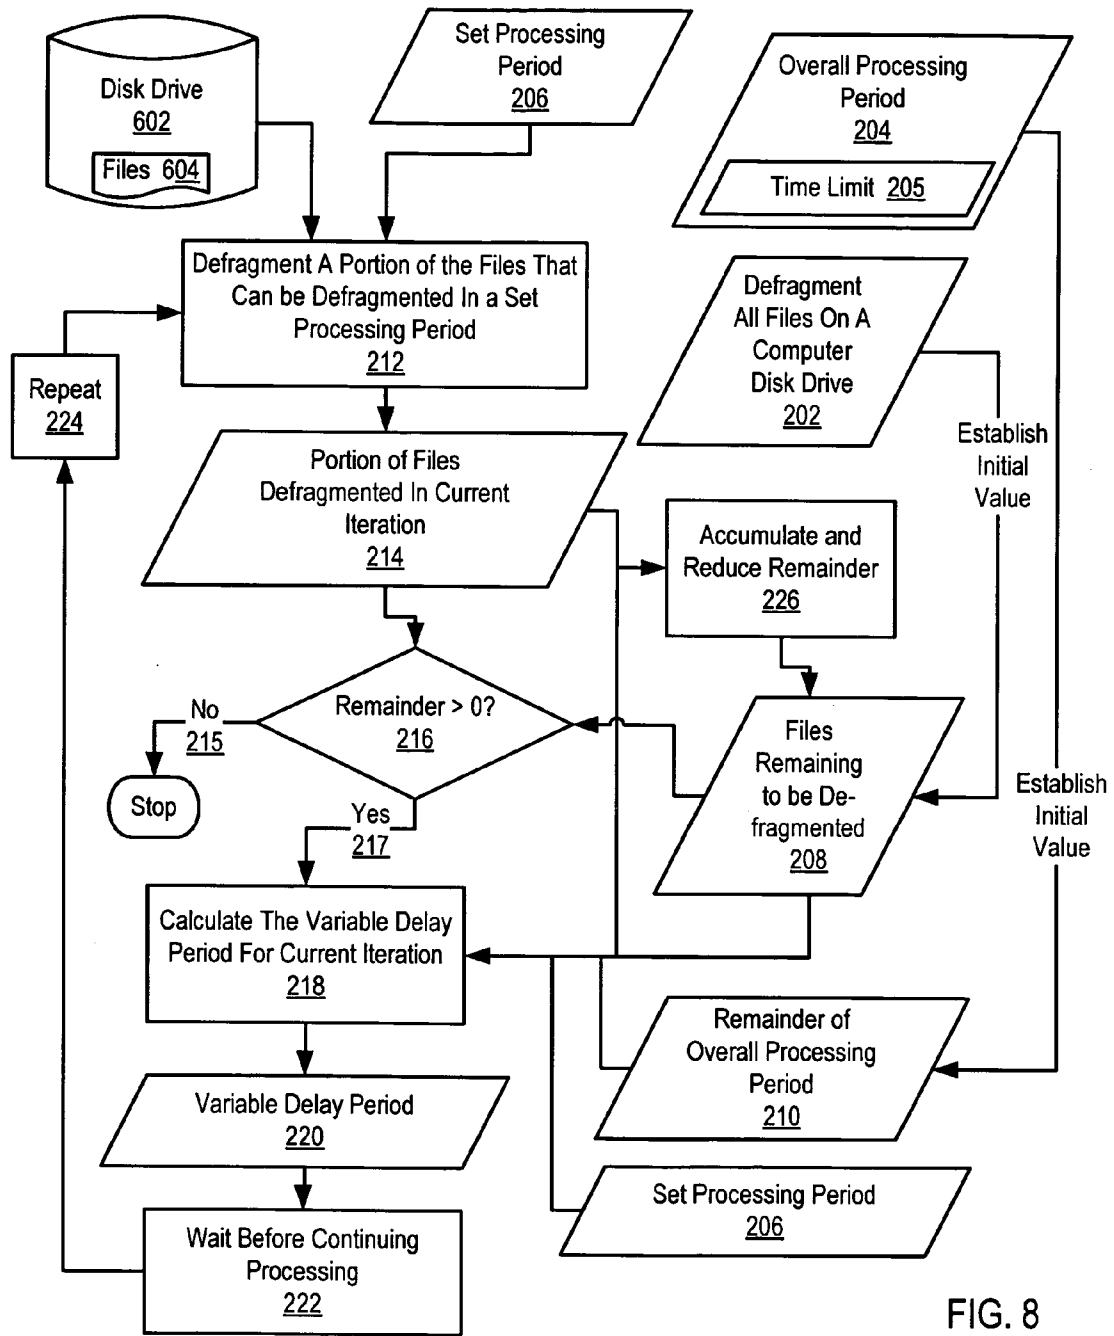 Disk Drive
602
Files 604
Set Processing
Period
206
Overall Processing
Period
204
Time Limit 205
Defragment A Portion of the Files That
Can be Defragmented In a Set
Processing Period
212
Defragment
All Files On A
Computer
Disk Drive
202
Repeat
224
Establish
Initial
Value
Portion of Files
Defragmented In Current
Iteration
214
Accumulate and
Reduce Remainder
226
Remainder > 0?
216
No
215
Stop
Yes
217
Files
Remaining
to be De-
fragmented
208
Establish
Initial
Value
Calculate The Variable Delay
Period For Current Iteration
218
Remainder of
Overall Processing
Period
210
Variable Delay Period
220
Set Processing Period
206
Wait Before Continuing
Processing
222
FIG. 8